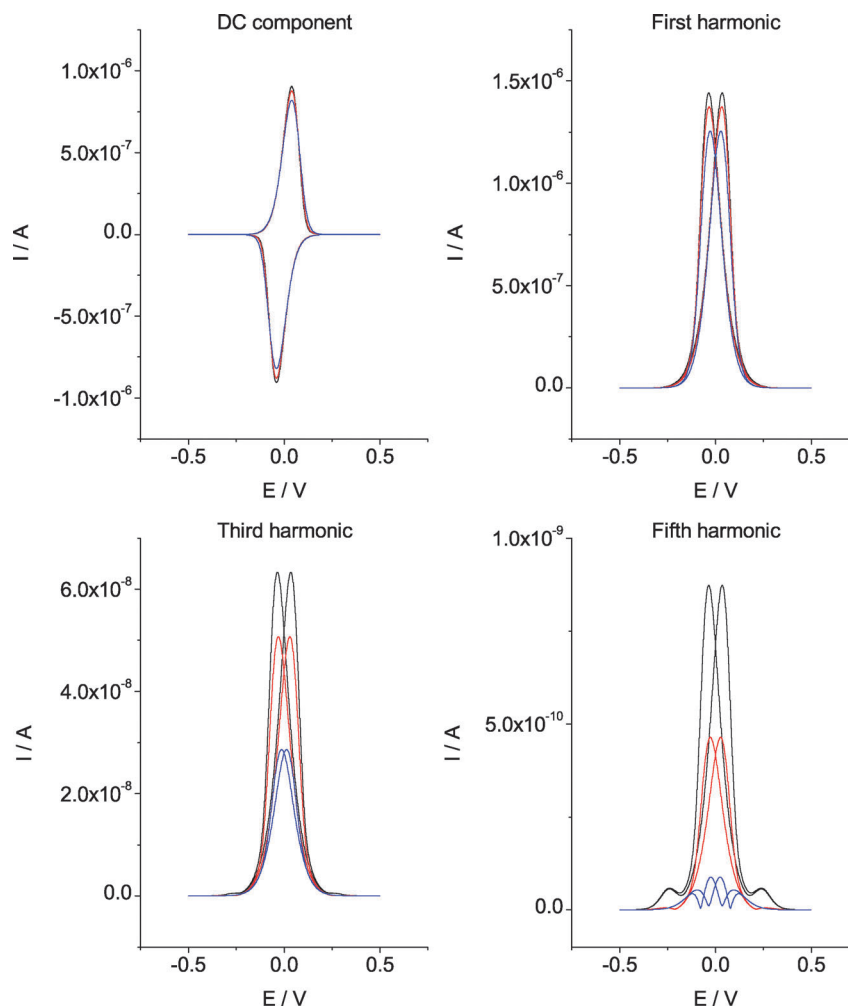 DC component
1.0x10⁻⁶
5.0x10⁻⁷
0.0
-5.0x10⁻⁷
-1.0x10⁻⁶
I / A
-0.5 0.0 0.5
E / V
First harmonic
1.5x10⁻⁶
1.0x10⁻⁶
5.0x10⁻⁷
0.0
I / A
-0.5 0.0 0.5
E / V
Third harmonic
6.0x10⁻⁸
4.0x10⁻⁸
2.0x10⁻⁸
0.0
I / A
-0.5 0.0 0.5
E / V
Fifth harmonic
1.0x10⁻⁹
5.0x10⁻¹⁰
0.0
I / A
-0.5 0.0 0.5
E / V